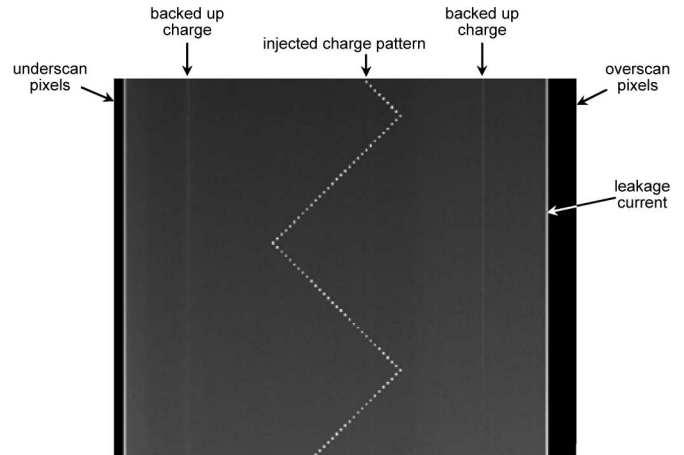 backed up
charge
injected charge pattern
backed up
charge
underscan
pixels
overscan
pixels
leakage
current